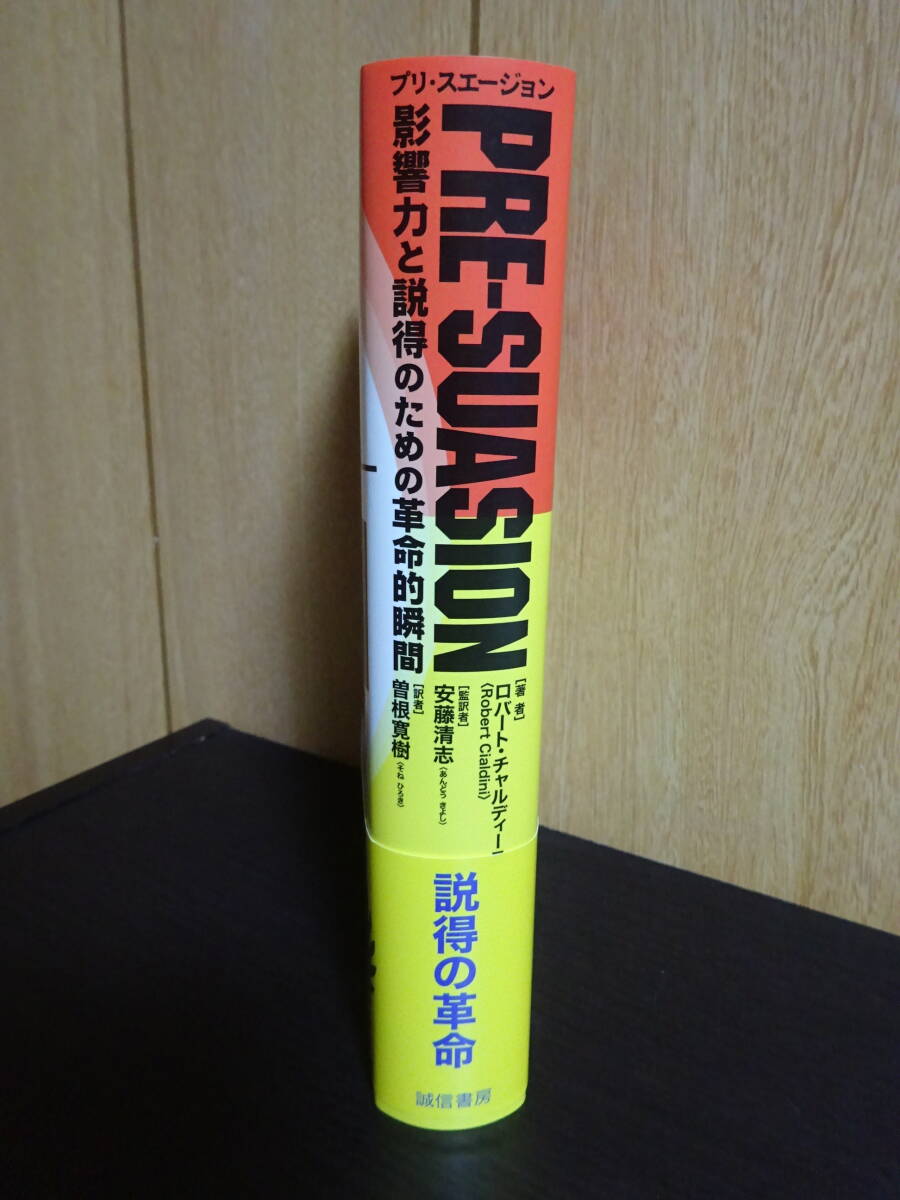 プリ・スエージョン
PRE-SUASION
影響力と説得のための革命的瞬間
[著者]
ロバート・チャルディーニ
〈Robert Cialdini〉
[監訳者]
安藤清志
〈あんどう きよし〉
[訳者]
曽根寛樹
〈そね ひろき〉
説得の革命
誠信書房